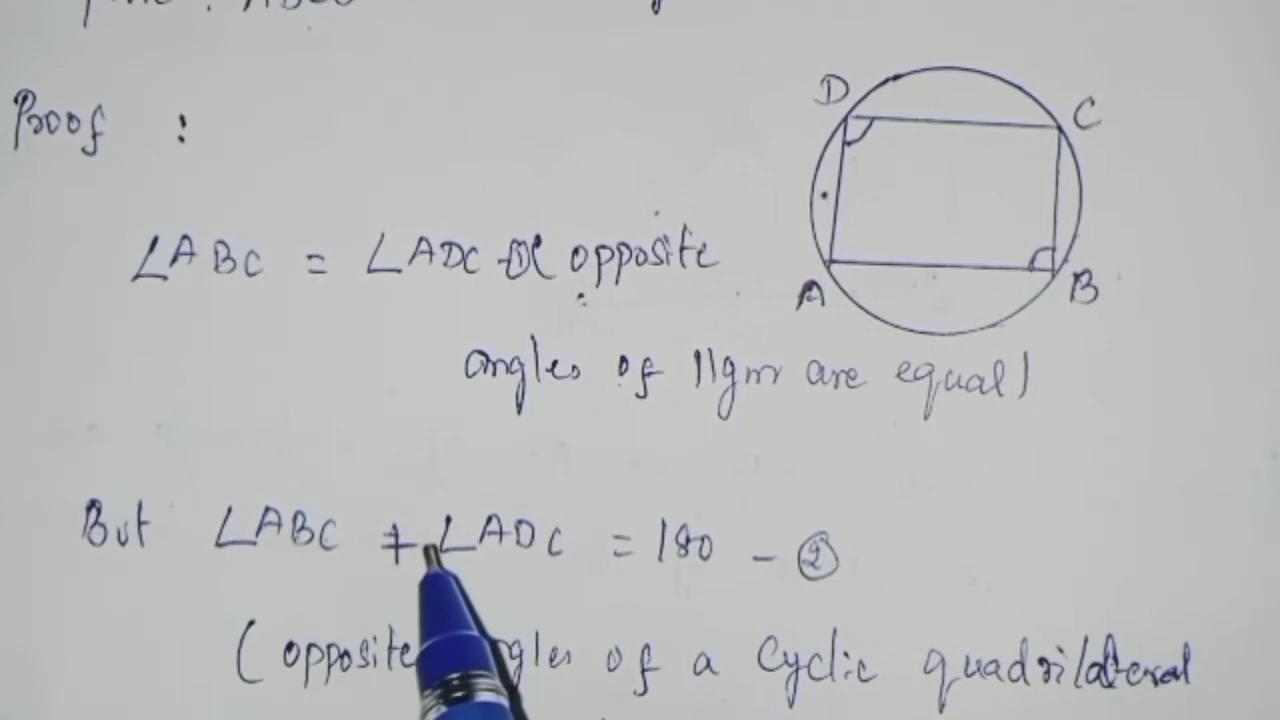 Proof :
D
C
∠ABC = ∠ADC opposite
A
B
angles of ||gm are equal)
But ∠ABC + ∠ADC = 180 - ②
(opposite angles of a cyclic quadrilateral